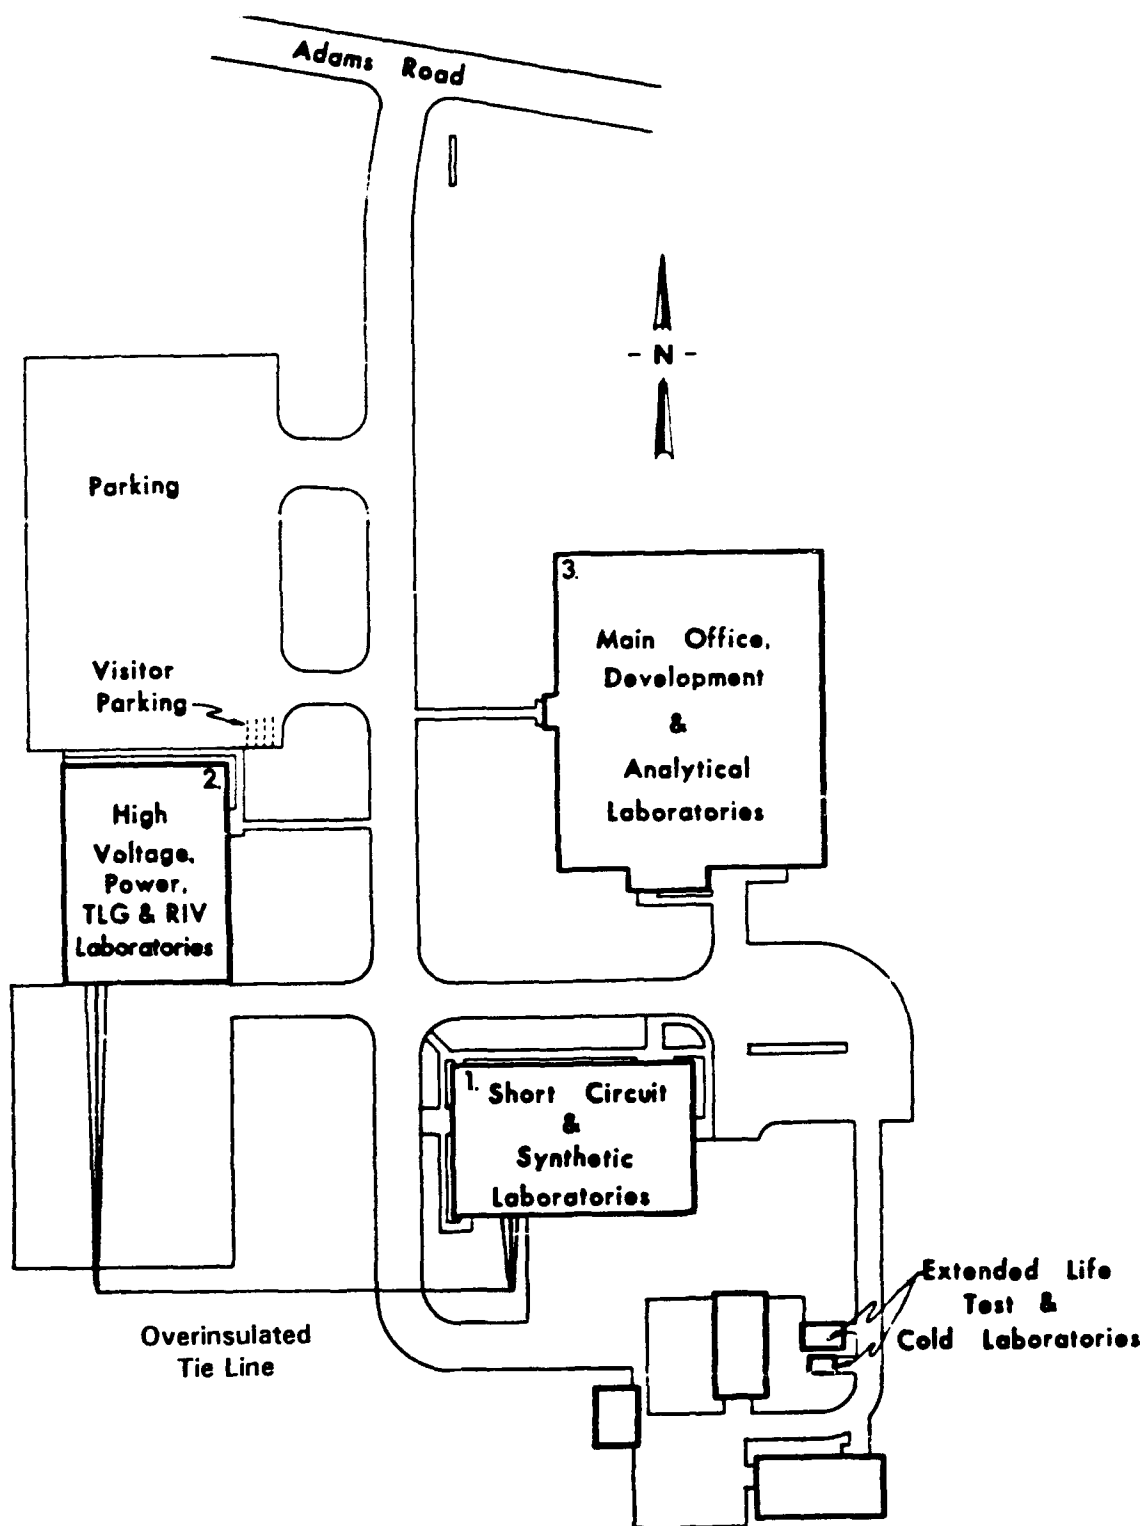 Adams Road
- N -
Parking
3.
Main Office,
Development
&
Analytical
Laboratories
Visitor
Parking
2.
High
Voltage,
Power,
TLG & RIV
Laboratories
1.
Short Circuit
&
Synthetic
Laboratories
Extended Life
Test &
Cold Laboratories
Overinsulated
Tie Line